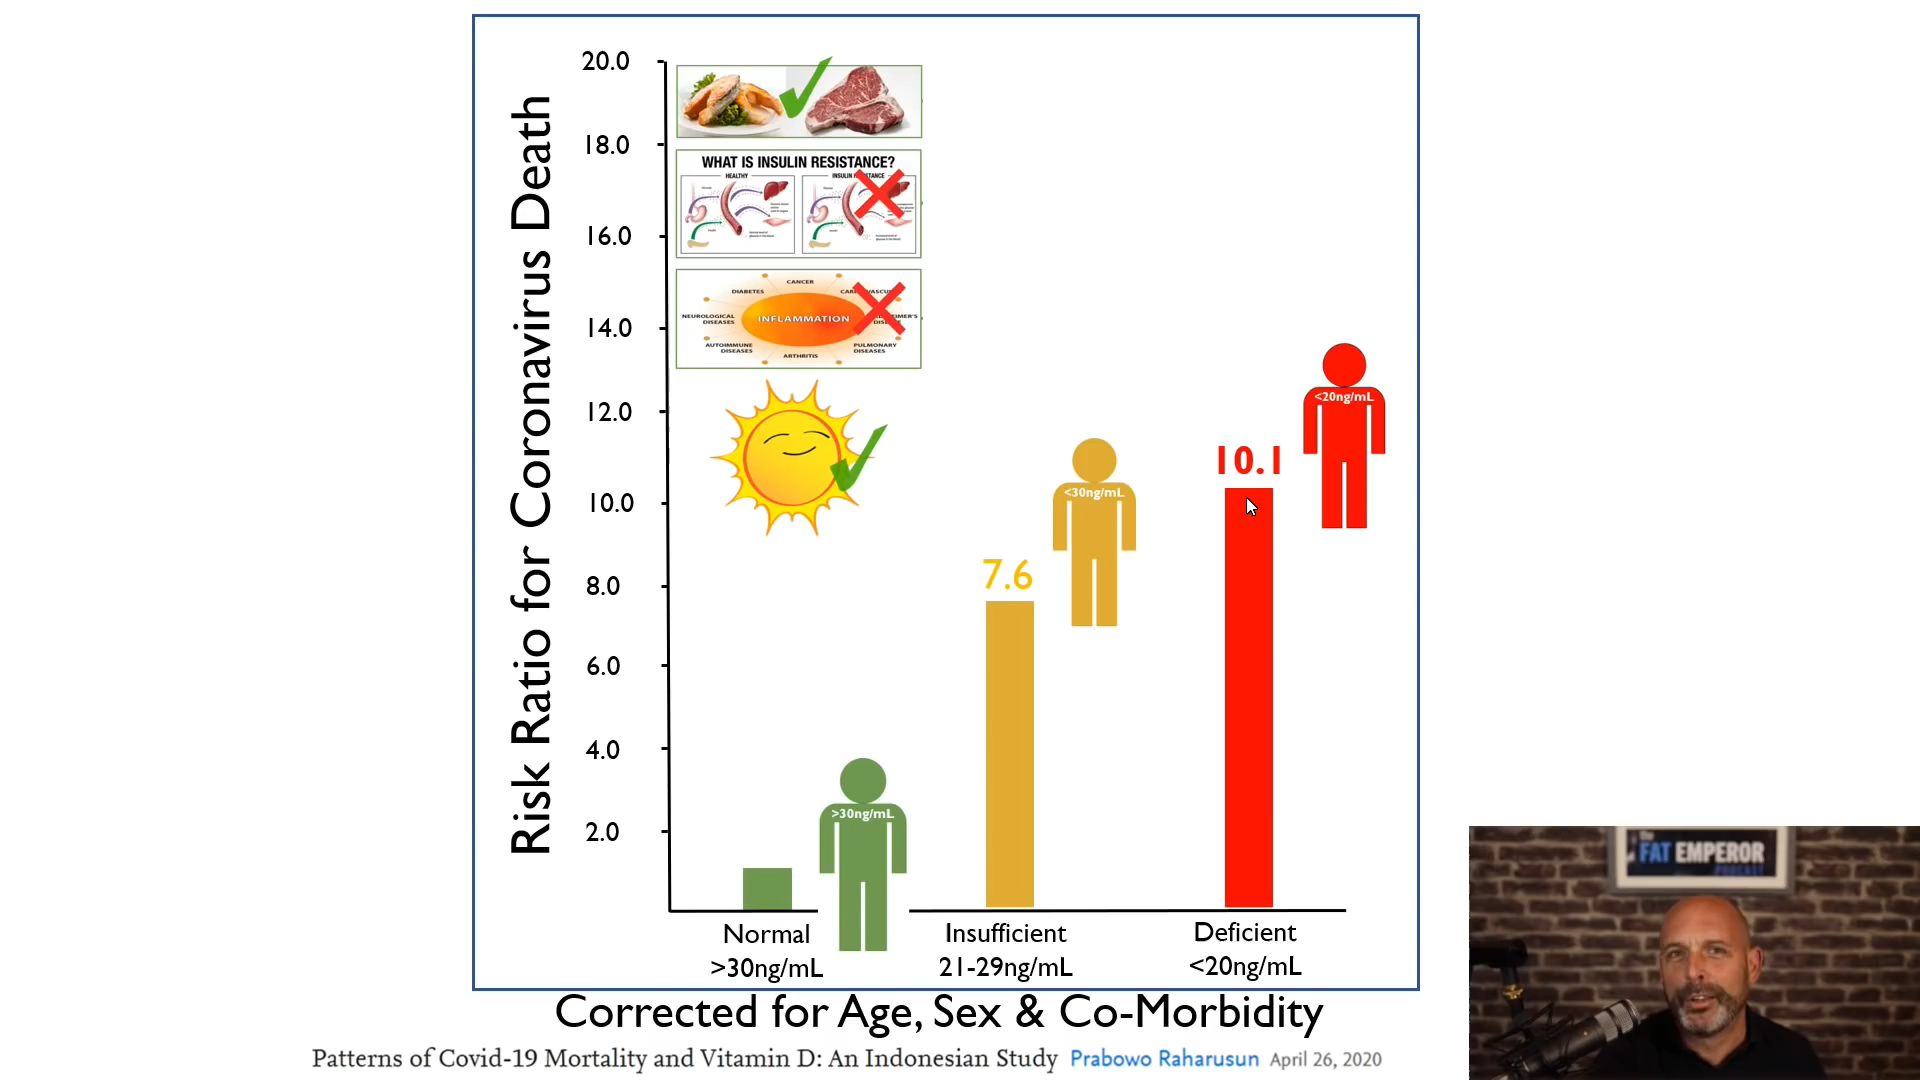 Risk Ratio for Coronavirus Death
20.0
18.0
16.0
14.0
12.0
10.0
8.0
6.0
4.0
2.0
WHAT IS INSULIN RESISTANCE?
HEALTHY
INSULIN
CANCER
DIABETES
NEUROLOGICAL
DISEASES
INFLAMMATION
AUTOIMMUNE
DISEASES
ARTHRITIS
PULMONARY
DISEASES
>30ng/mL
7.6
<30ng/mL
10.1
<20ng/mL
Normal
>30ng/mL
Insufficient
21-29ng/mL
Deficient
<20ng/mL
Corrected for Age, Sex & Co-Morbidity
Patterns of Covid-19 Mortality and Vitamin D: An Indonesian Study Prabowo Raharusun April 26, 2020
FAT EMPEROR
PODCAST